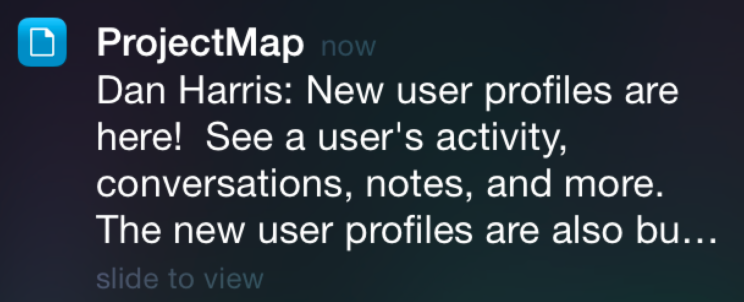 ProjectMap now
Dan Harris: New user profiles are
here!  See a user's activity,
conversations, notes, and more.
The new user profiles are also bu...
slide to view